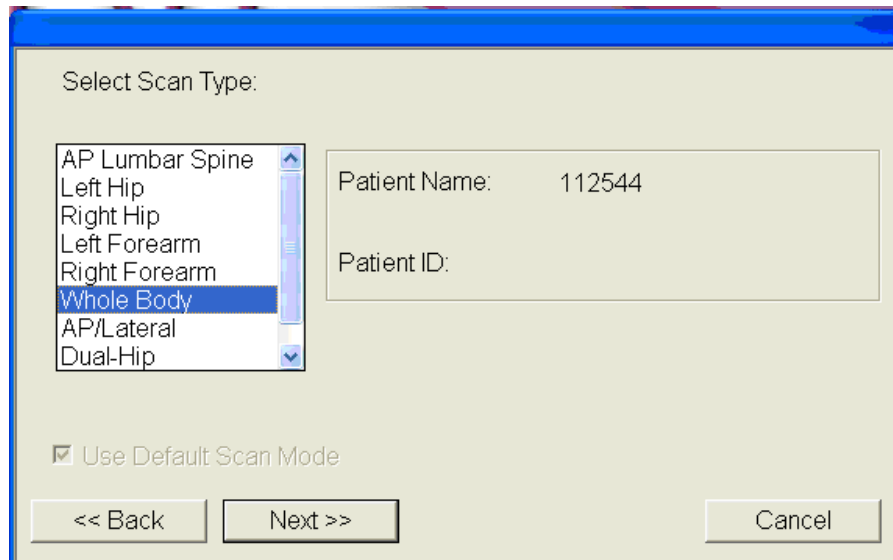 Select Scan Type:
AP Lumbar Spine
Left Hip
Right Hip
Left Forearm
Right Forearm
Whole Body
AP/Lateral
Dual-Hip
Patient Name: 112544
Patient ID:
Use Default Scan Mode
<< Back
Next >>
Cancel